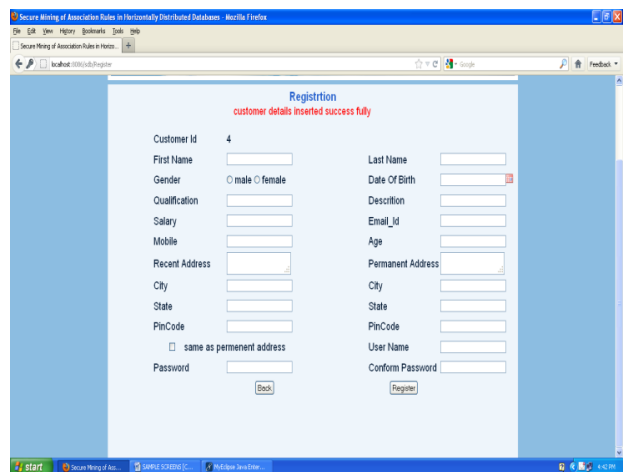 Secure Mining of Association Rules in Horizontally Distributed Databases - Mozilla Firefox
File Edit View History Bookmarks Tools Help
Secure Mining of Association Rules in Horizo... +
localhost:8080/sdb/Register Google Feedback
Registrtion
customer details inserted success fully
Customer Id 4
First Name Last Name
Gender male female Date Of Birth
Qualification Descrition
Salary Email_Id
Mobile Age
Recent Address Permanent Address
City City
State State
PinCode PinCode
same as permenent address User Name
Password Conform Password
Back Register
start Secure Mining of Ass... SAMPLE SCREENS [C... MyEclipse Java Enter... 4:42 PM